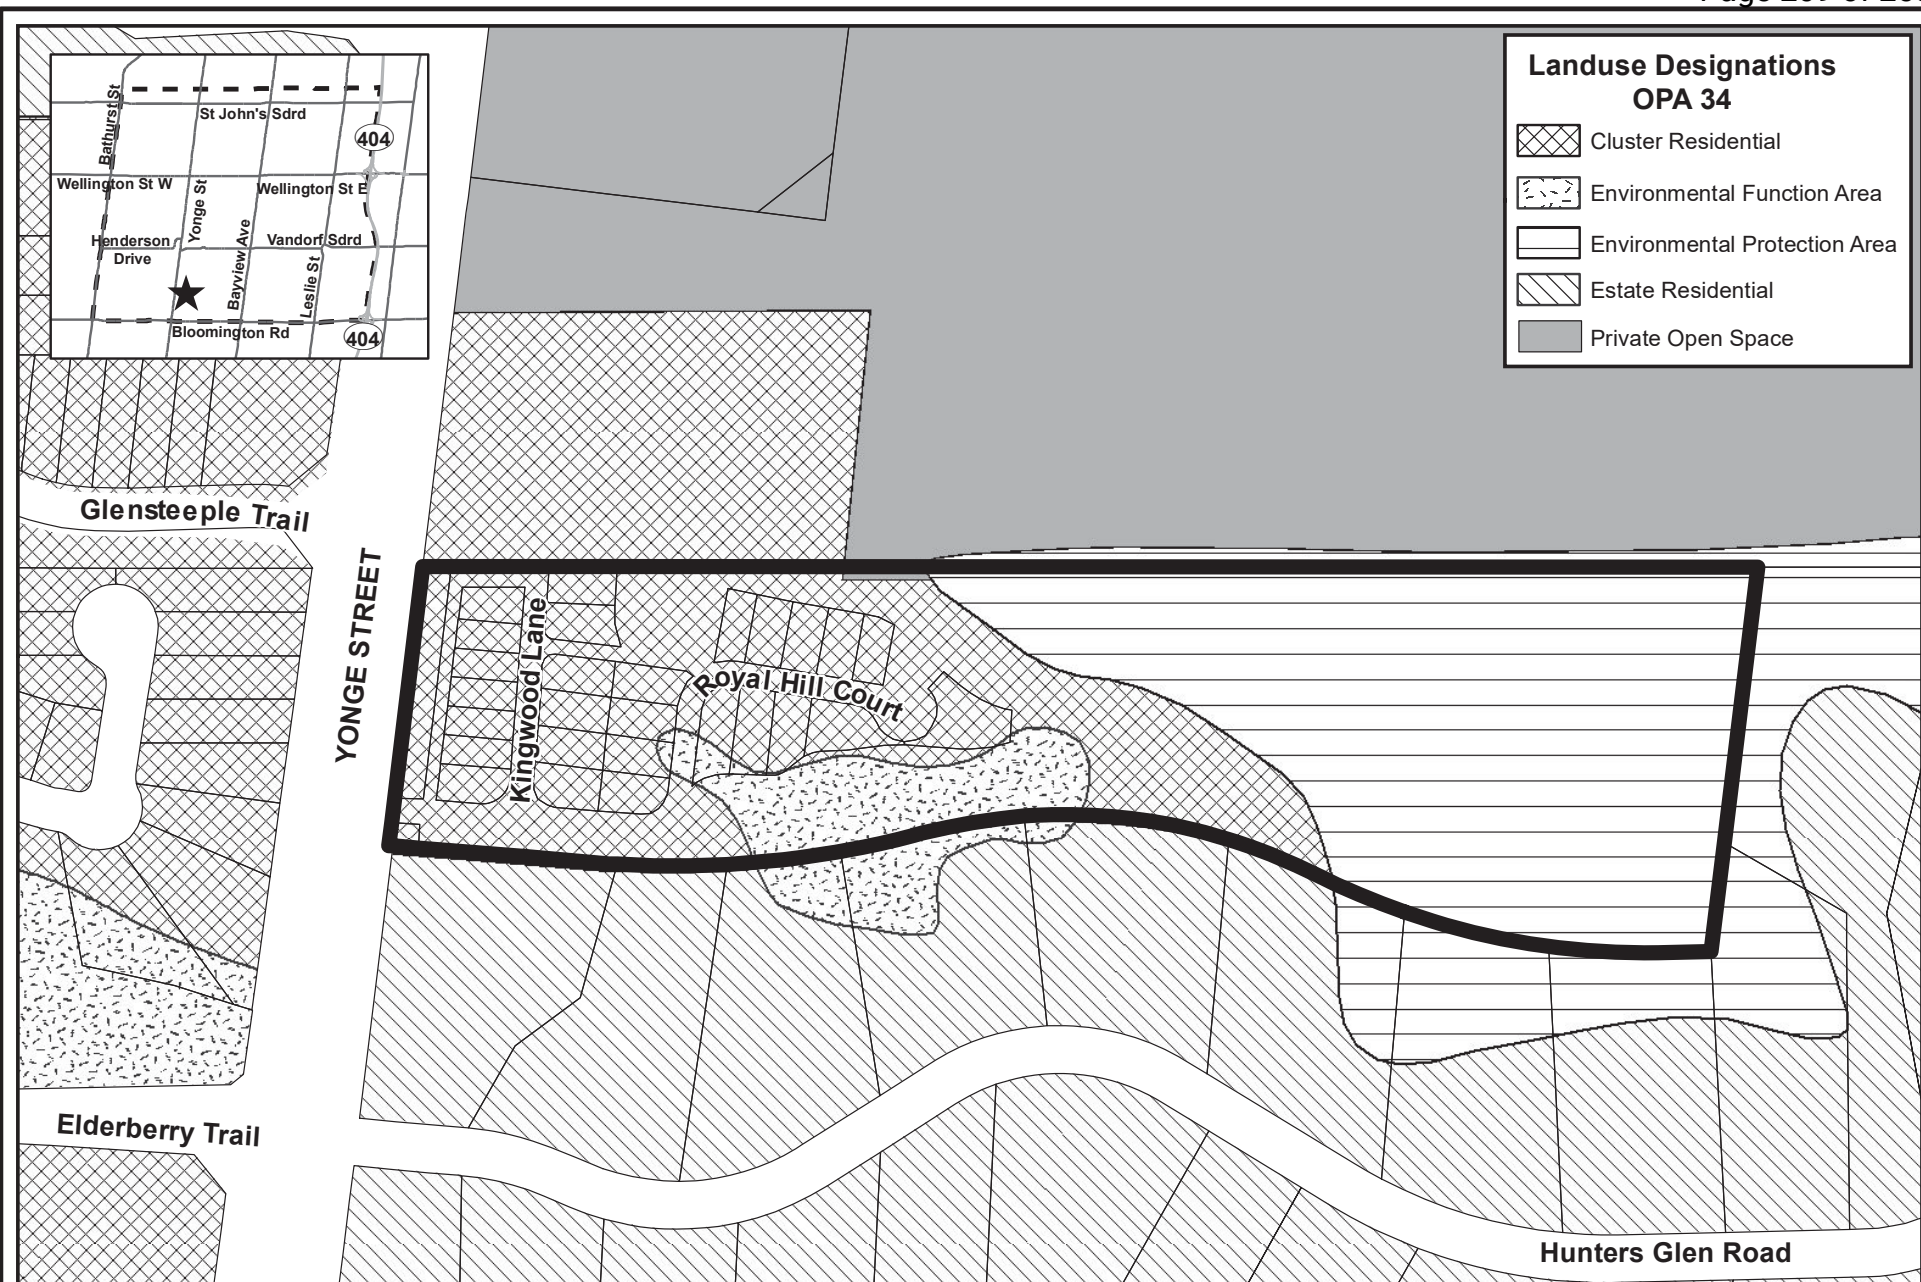 Landuse Designations
OPA 34
Cluster Residential
Environmental Function Area
Environmental Protection Area
Estate Residential
Private Open Space
Bathurst St
St John's Sdrd
404
Wellington St W
Wellington St E
Yonge St
Henderson
Drive
Bayview Ave
Vandorf Sdrd
Leslie St
Bloomington Rd
404
Glensteeple Trail
YONGE STREET
Kingwood Lane
Royal Hill Court
Elderberry Trail
Hunters Glen Road